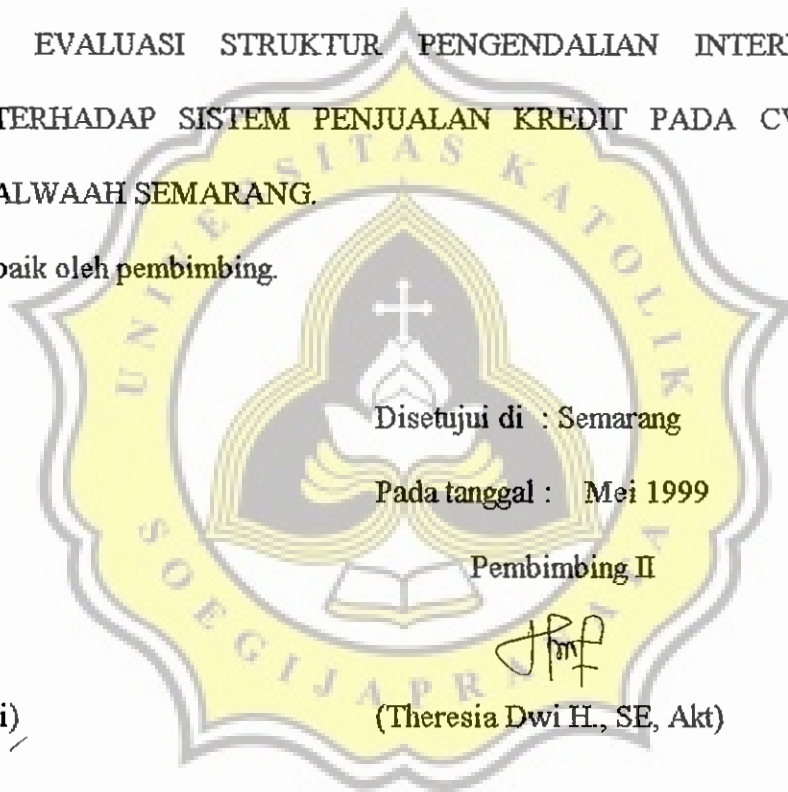 EVALUASI STRUKTUR PENGENDALIAN INTER
TERHADAP SISTEM PENJUALAN KREDIT PADA CV
ALWAAH SEMARANG.
baik oleh pembimbing.
Disetujui di : Semarang
Pada tanggal : Mei 1999
Pembimbing II
i)
(Theresia Dwi H., SE, Akt)
UNIVERSITAS KATOLIK
SOEGIJAPRANATA